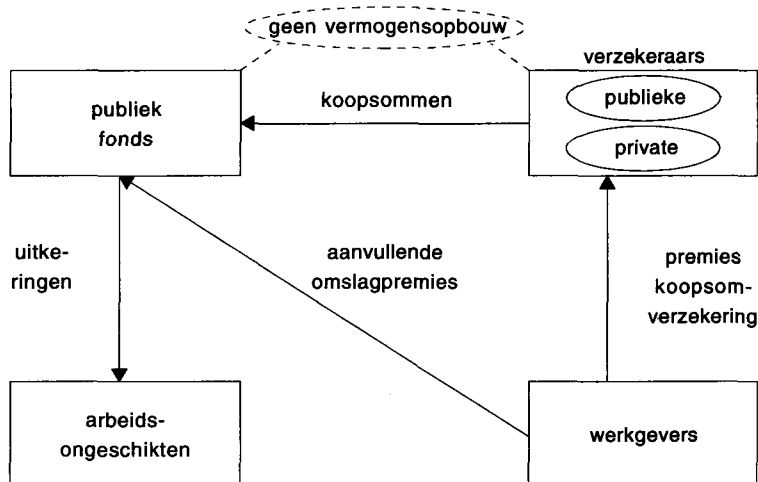 geen vermogensopbouw
verzekeraars
publiek
fonds
koopsommen
publieke
private
uitke-
ringen
aanvullende
omslagpremies
premies
koopsom-
verzekering
arbeids-
ongeschikten
werkgevers